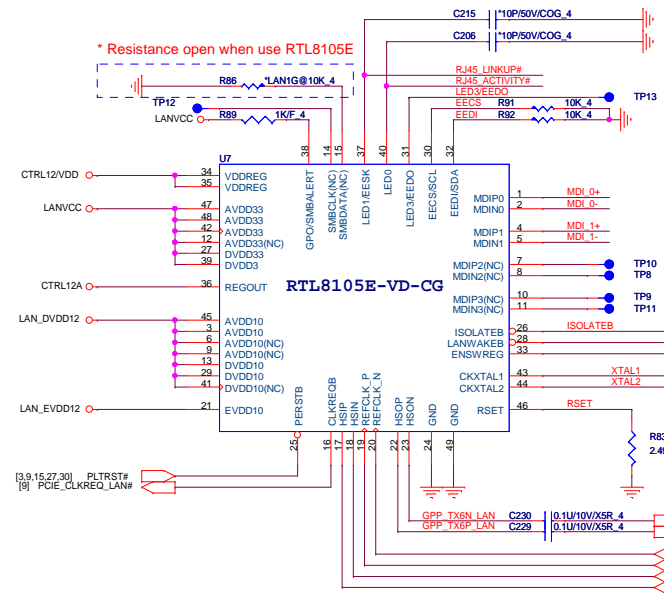 C215 *10P/50V/COG_4
C206 *10P/50V/COG_4
* Resistance open when use RTL8105E
RJ45_LINKUP#
RJ45_ACTIVITY#
R86 *LAN1G@10K_4
LED3/EEDO TP13
TP12
EECS R91 10K_4
LANVCC R89 1K/F_4
EEDI R92 10K_4
38 14 15 37 40 31 30 32
U7
CTRL12/VDD 34 VDDREG
35 VDDREG
GPO/SMBALERT
SMBCLK(NC)
SMBDATA(NC)
LED1/EESK
LED0
LED3/EEDO
EECS/SCL
EEDI/SDA
MDIP0 1 MDI_0+
MDIN0 2 MDI_0-
LANVCC 47 AVDD33
48 AVDD33
42 AVDD33
12 AVDD33(NC)
27 DVDD33
39 DVDD3
MDIP1 4 MDI_1+
MDIN1 5 MDI_1-
MDIP2(NC) 7 TP10
MDIN2(NC) 8 TP8
CTRL12A 36 REGOUT
RTL8105E-VD-CG
MDIP3(NC) 10 TP9
MDIN3(NC) 11 TP11
LAN_DVDD12 45 AVDD10
3 AVDD10
6 AVDD10(NC)
9 AVDD10(NC)
13 DVDD10
29 DVDD10
41 DVDD10(NC)
ISOLATEB 26 ISOLATEB
LANWAKEB 28
ENSWREG 33
CKXTAL1 43 XTAL1
CKXTAL2 44 XTAL2
LAN_EVDD12 21 EVDD10
RSET 46 RSET
PERSTB
CLKREQB
HSIP
HSIN
REFCLK_P
REFCLK_N
HSOP
HSON
GND
GND
25 16 17 18 19 20 22 23 24 49
R83
2.49
[3,9,15,27,30] PLTRST#
[9] PCIE_CLKREQ_LAN#
GPP_TX6N_LAN C230 0.1U/10V/X5R_4
GPP_TX6P_LAN C229 0.1U/10V/X5R_4